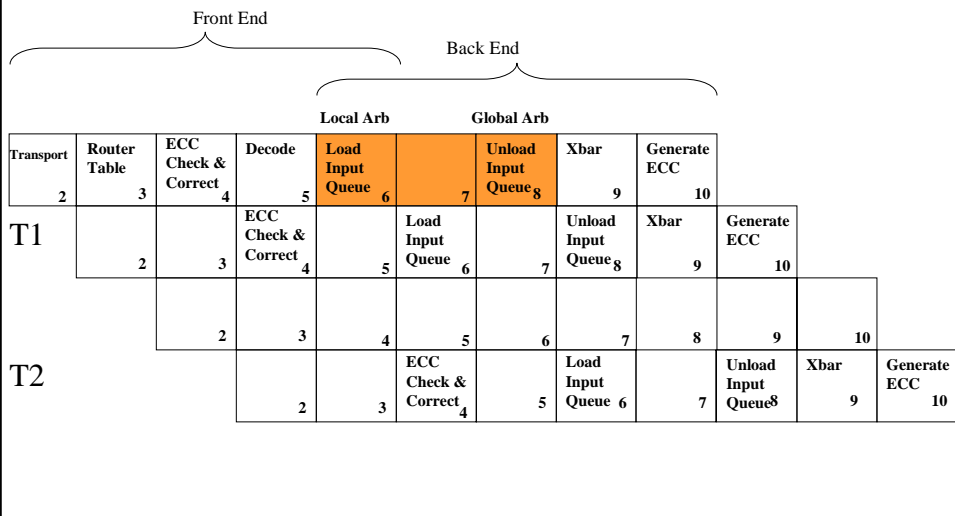 Front End
Back End
Local Arb Global Arb
Transport
2
Router
Table
3
ECC
Check &
Correct
4
Decode
5
Load
Input
Queue 6
7
Unload
Input
Queue 8
Xbar
9
Generate
ECC
10
T1
2
3
ECC
Check &
Correct
4
5
Load
Input
Queue 6
7
Unload
Input
Queue 8
Xbar
9
Generate
ECC
10
2
3
4
5
6
7
8
9
10
T2
2
3
ECC
Check &
Correct
4
5
Load
Input
Queue 6
7
Unload
Input
Queue 8
Xbar
9
Generate
ECC
10